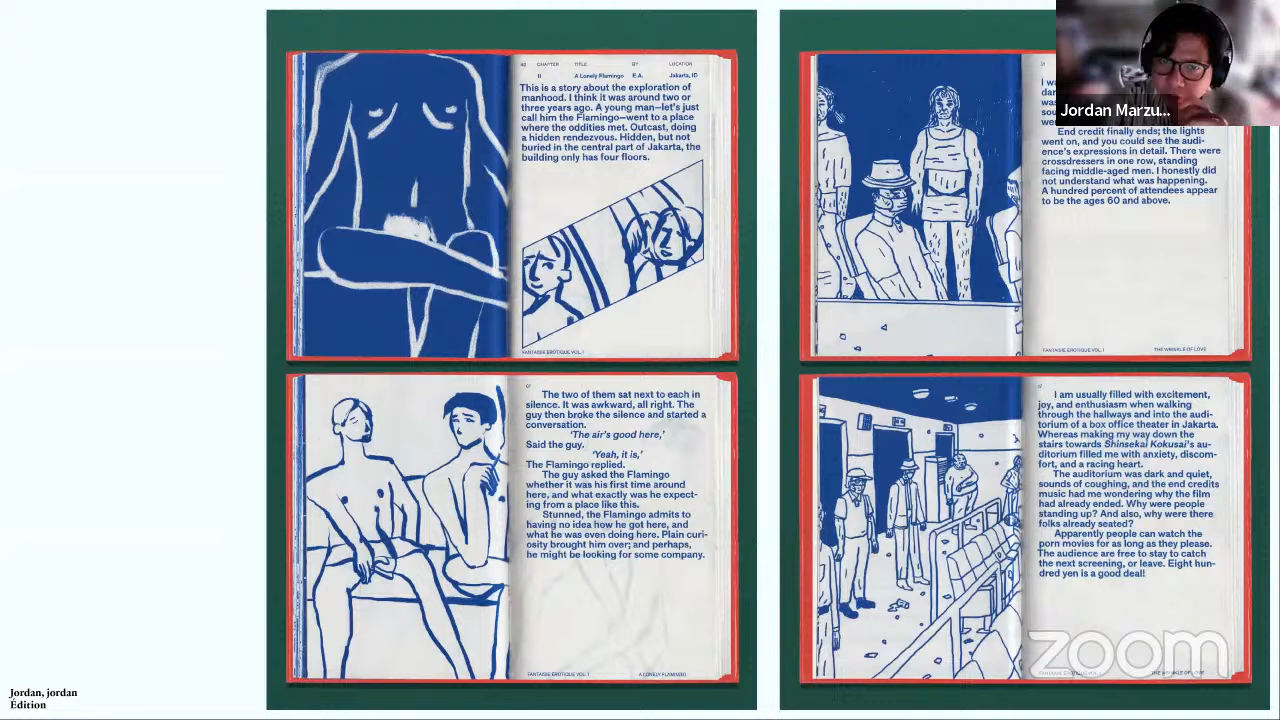 40 CHAPTER TITLE BY LOCATION
II A Lonely Flamingo E.A. Jakarta, ID
This is a story about the exploration of
manhood. I think it was around two or
three years ago. A young man—let's just
call him the Flamingo—went to a place
where the oddities met. Outcast, doing
a hidden rendezvous. Hidden, but not
buried in the central part of Jakarta, the
building only has four floors.
FANTAISIE EROTIQUE VOL.1
The two of them sat next to each in
silence. It was awkward, all right. The
guy then broke the silence and started a
conversation.
'The air's good here,'
Said the guy.
'Yeah, it is,'
The Flamingo replied.
The guy asked the Flamingo
whether it was his first time around
here, and what exactly was he expect-
ing from a place like this.
Stunned, the Flamingo admits to
having no idea how he got here, and
what he was even doing here. Plain curi-
osity brought him over; and perhaps,
he might be looking for some company.
FANTAISIE EROTIQUE VOL.1 A LONELY FLAMINGO
I wa
dar
was
sou
wer
End credit finally ends; the lights
went on, and you could see the audi-
ence's expressions in detail. There were
crossdressers in one row, standing
facing middle-aged men. I honestly did
not understand what was happening.
A hundred percent of attendees appear
to be the ages 60 and above.
FANTAISIE EROTIQUE VOL.1 THE WRINKLE OF LOVE
I am usually filled with excitement,
joy, and enthusiasm when walking
through the hallways and into the audi-
torium of a box office theater in Jakarta.
Whereas making my way down the
stairs towards Shinsekai Kokusai's au-
ditorium filled me with anxiety, discom-
fort, and a racing heart.
The auditorium was dark and quiet,
sounds of coughing, and the end credits
music had me wondering why the film
had already ended. Why were people
standing up? And also, why were there
folks already seated?
Apparently people can watch the
porn movies for as long as they please.
The audience are free to stay to catch
the next screening, or leave. Eight hun-
dred yen is a good deal!
FANTAISIE EROTIQUE VOL.1 THE WRINKLE OF LOVE
Jordan Marzu...
zoom
Jordan, jordan
Édition